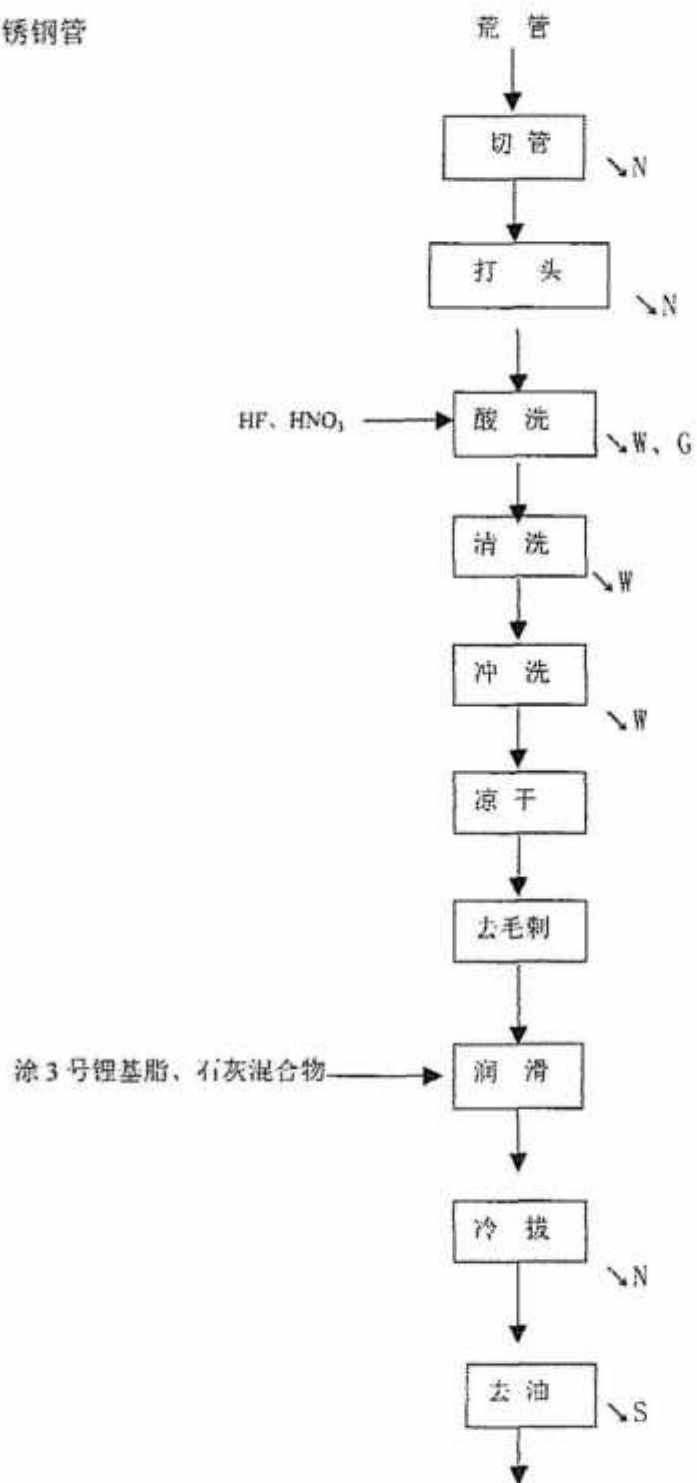 锈钢管
荒 管
切 管
↘N
打 头
↘N
HF、HNO₃
酸 洗
↘W、G
清 洗
↘W
冲 洗
↘W
凉 干
去毛刺
涂3号锂基脂、石灰混合物
润 滑
冷 拔
↘N
去 油
↘S